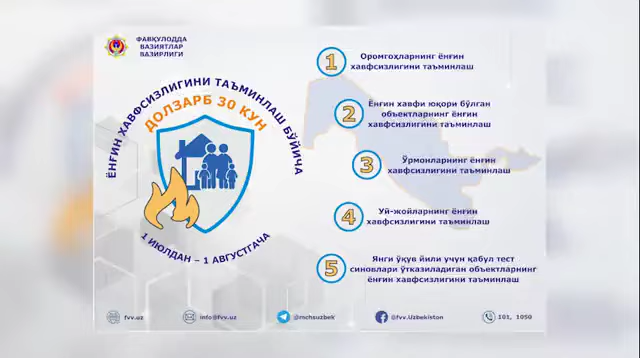 ФАВҚУЛОДДА
ВАЗИЯТЛАР
ВАЗИРЛИГИ
ЁНҒИН ХАВФСИЗЛИГИНИ ТАЪМИНЛАШ БЎЙИЧА
ДОЛЗАРБ 30 КУН
1 ИЮЛДАН – 1 АВГУСТГАЧА
1
Оромгоҳларнинг ёнғин
хавфсизлигини таъминлаш
2
Ёнғин хавфи юқори бўлган
объектларнинг ёнғин
хавфсизлигини таъминлаш
3
Ўрмонларнинг ёнғин
хавфсизлигини таъминлаш
4
Уй-жойларнинг ёнғин
хавфсизлигини таъминлаш
5
Янги ўқув йили учун қабул тест
синовлари ўтказиладиган объектларнинг
ёнғин хавфсизлигини таъминлаш
fvv.uz
info@fvv.uz
@mchsuzbek
@fvv.Uzbekiston
101, 1050